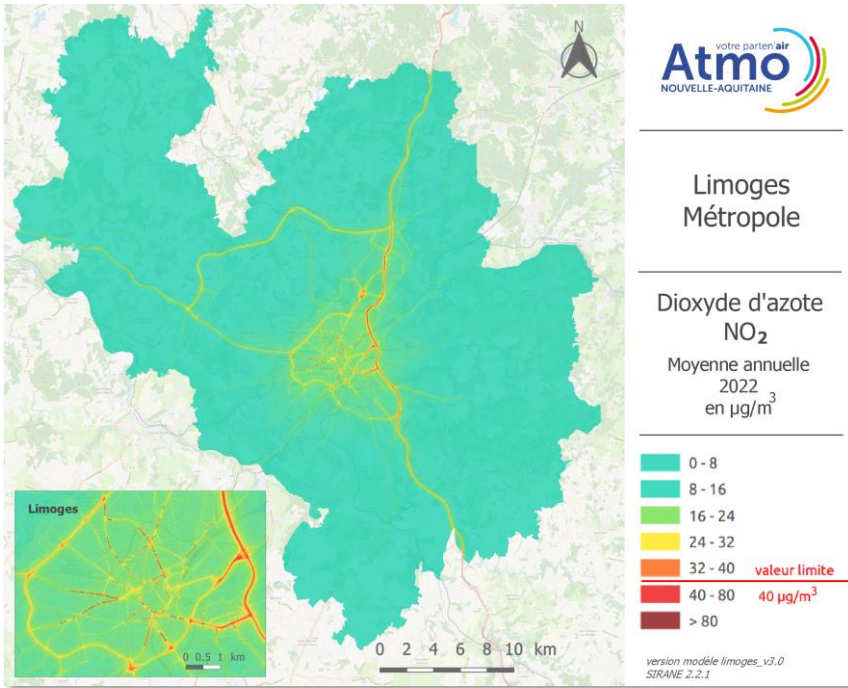 N
votre parten'air
Atmo
NOUVELLE-AQUITAINE
Limoges
Métropole
Dioxyde d'azote
NO₂
Moyenne annuelle
2022
en µg/m³
0 - 8
8 - 16
16 - 24
24 - 32
32 - 40 valeur limite
40 - 80 40 µg/m³
> 80
version modèle limoges_v3.0
SIRANE 2.2.1
Limoges
0 0.5 1 km
0 2 4 6 8 10 km